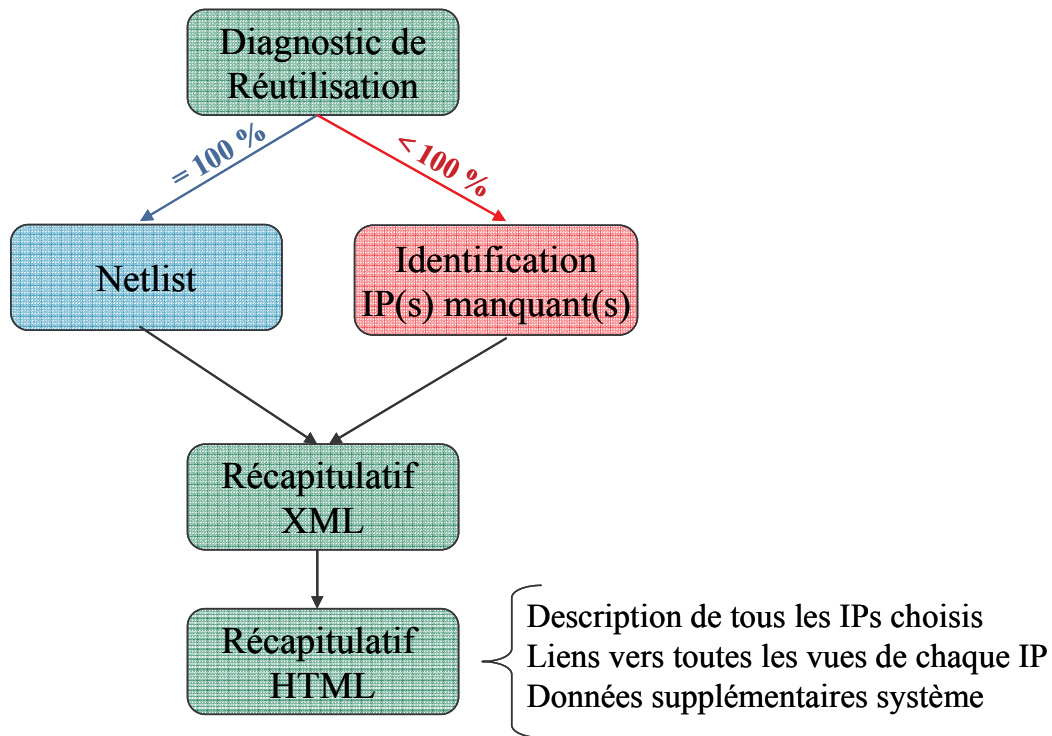 Diagnostic de
Réutilisation
= 100 %
< 100 %
Netlist
Identification
IP(s) manquant(s)
Récapitulatif
XML
Récapitulatif
HTML
Description de tous les IPs choisis
Liens vers toutes les vues de chaque IP
Données supplémentaires système